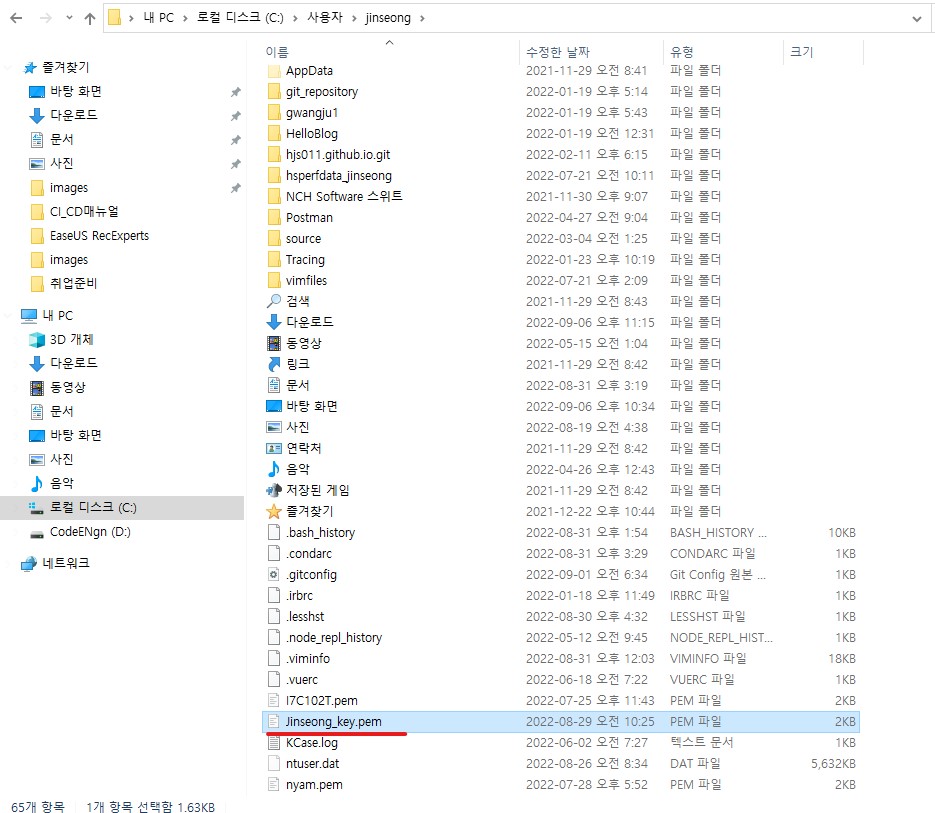 내 PC > 로컬 디스크 (C:) > 사용자 > jinseong >
이름 수정한 날짜 유형 크기
즐겨찾기
바탕 화면
다운로드
문서
사진
images
CI_CD매뉴얼
EaseUS RecExperts
images
취업준비
내 PC
3D 개체
다운로드
동영상
문서
바탕 화면
사진
음악
로컬 디스크 (C:)
CodeENgn (D:)
네트워크
AppData 2021-11-29 오전 8:41 파일 폴더
git_repository 2022-01-19 오후 5:14 파일 폴더
gwangju1 2022-01-19 오후 5:43 파일 폴더
HelloBlog 2022-01-19 오전 12:31 파일 폴더
hjs011.github.io.git 2022-02-11 오후 6:15 파일 폴더
hsperfdata_jinseong 2022-07-21 오전 10:11 파일 폴더
NCH Software 스위트 2021-11-30 오후 9:07 파일 폴더
Postman 2022-04-27 오전 9:04 파일 폴더
source 2022-03-04 오전 1:25 파일 폴더
Tracing 2022-01-23 오후 10:19 파일 폴더
vimfiles 2022-07-21 오후 2:09 파일 폴더
검색 2021-11-29 오전 8:43 파일 폴더
다운로드 2022-09-06 오후 11:15 파일 폴더
동영상 2022-05-15 오전 1:04 파일 폴더
링크 2021-11-29 오전 8:42 파일 폴더
문서 2022-08-31 오후 3:19 파일 폴더
바탕 화면 2022-09-06 오후 10:34 파일 폴더
사진 2022-08-19 오후 4:38 파일 폴더
연락처 2021-11-29 오전 8:42 파일 폴더
음악 2022-04-26 오후 12:43 파일 폴더
저장된 게임 2021-11-29 오전 8:42 파일 폴더
즐겨찾기 2021-12-22 오후 10:44 파일 폴더
.bash_history 2022-08-31 오후 1:54 BASH_HISTORY ... 10KB
.condarc 2022-08-31 오후 3:29 CONDARC 파일 1KB
.gitconfig 2022-09-01 오전 6:34 Git Config 원본 ... 1KB
.irbrc 2022-01-18 오후 11:49 IRBRC 파일 1KB
.lesshst 2022-08-30 오후 4:32 LESSHST 파일 1KB
.node_repl_history 2022-05-12 오전 9:45 NODE_REPL_HIST... 1KB
.viminfo 2022-08-31 오후 12:03 VIMINFO 파일 18KB
.vuerc 2022-06-18 오전 7:22 VUERC 파일 1KB
I7C102T.pem 2022-07-25 오전 11:43 PEM 파일 2KB
Jinseong_key.pem 2022-08-29 오전 10:25 PEM 파일 2KB
KCase.log 2022-06-02 오전 7:27 텍스트 문서 1KB
ntuser.dat 2022-08-26 오전 8:34 DAT 파일 5,632KB
nyam.pem 2022-07-28 오후 5:52 PEM 파일 2KB
65개 항목 1개 항목 선택함 1.63KB